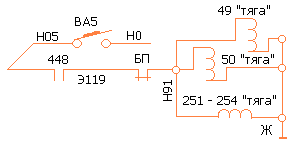 49 "тяга"
ВА5
Н05
Н0
448
БП
50 "тяга"
Э119
Н91
251 - 254 "тяга"
Ж